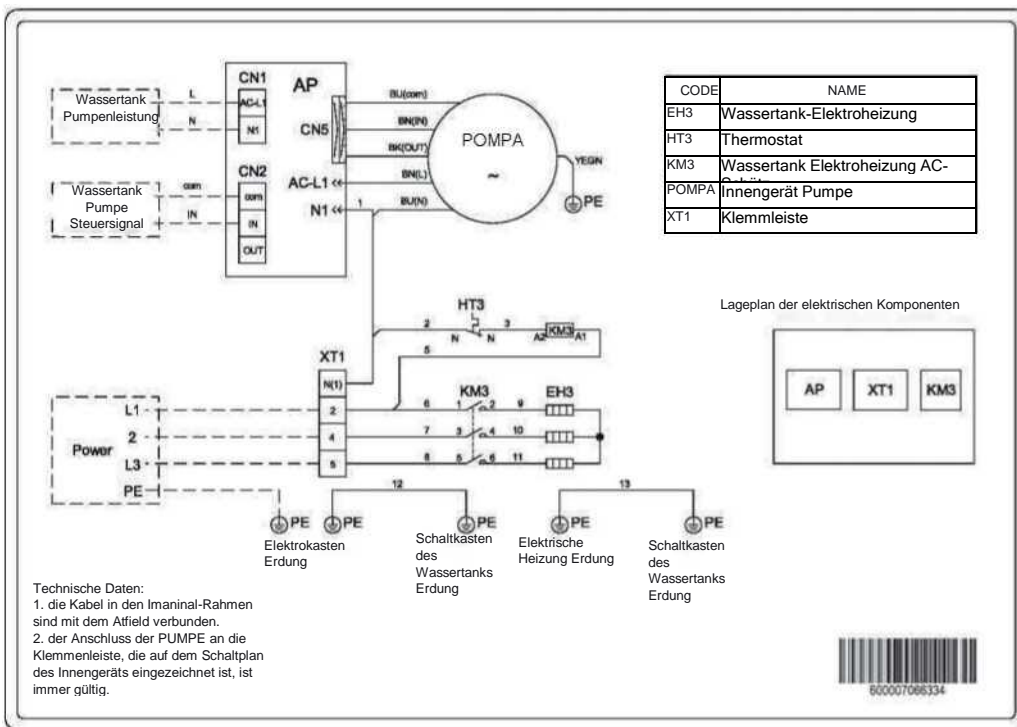 CN1
AP
Wassertank
Pumpenleistung
L
AC-L1
N
N1
CN5
BU(com)
BN(IN)
BK(OUT)
BN(L)
BU(N)
POMPA
~
YEGN
PE
CN2
Wassertank
Pumpe
Steuersignal
com
com
IN
IN
OUT
AC-L1
N1
1
CODE NAME
EH3 Wassertank-Elektroheizung
HT3 Thermostat
KM3 Wassertank Elektroheizung AC-
POMPA Innengerät Pumpe
XT1 Klemmleiste
Lageplan der elektrischen Komponenten
AP XT1 KM3
HT3
2 N N 3 A2 KM3 A1
5
XT1
N(1)
KM3 EH3
Power
L1 2 6 1 2 9
2 4 7 3 4 10
L3 5 8 5 6 11
PE
12 13
PE PE PE PE PE
Elektrokasten
Erdung
Schaltkasten
des
Wassertanks
Erdung
Elektrische
Heizung Erdung
Schaltkasten
des
Wassertanks
Erdung
Technische Daten:
1. die Kabel in den Imaninal-Rahmen
sind mit dem Atfield verbunden.
2. der Anschluss der PUMPE an die
Klemmenleiste, die auf dem Schaltplan
des Innengeräts eingezeichnet ist, ist
immer gültig.
600007066334